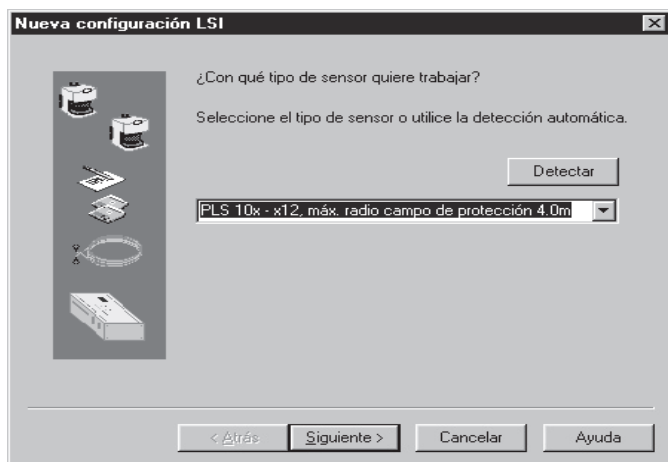 Nueva configuración LSI
¿Con qué tipo de sensor quiere trabajar?
Seleccione el tipo de sensor o utilice la detección automática.
Detectar
PLS 10x - x12, máx. radio campo de protección 4.0m
< Atrás
Siguiente >
Cancelar
Ayuda